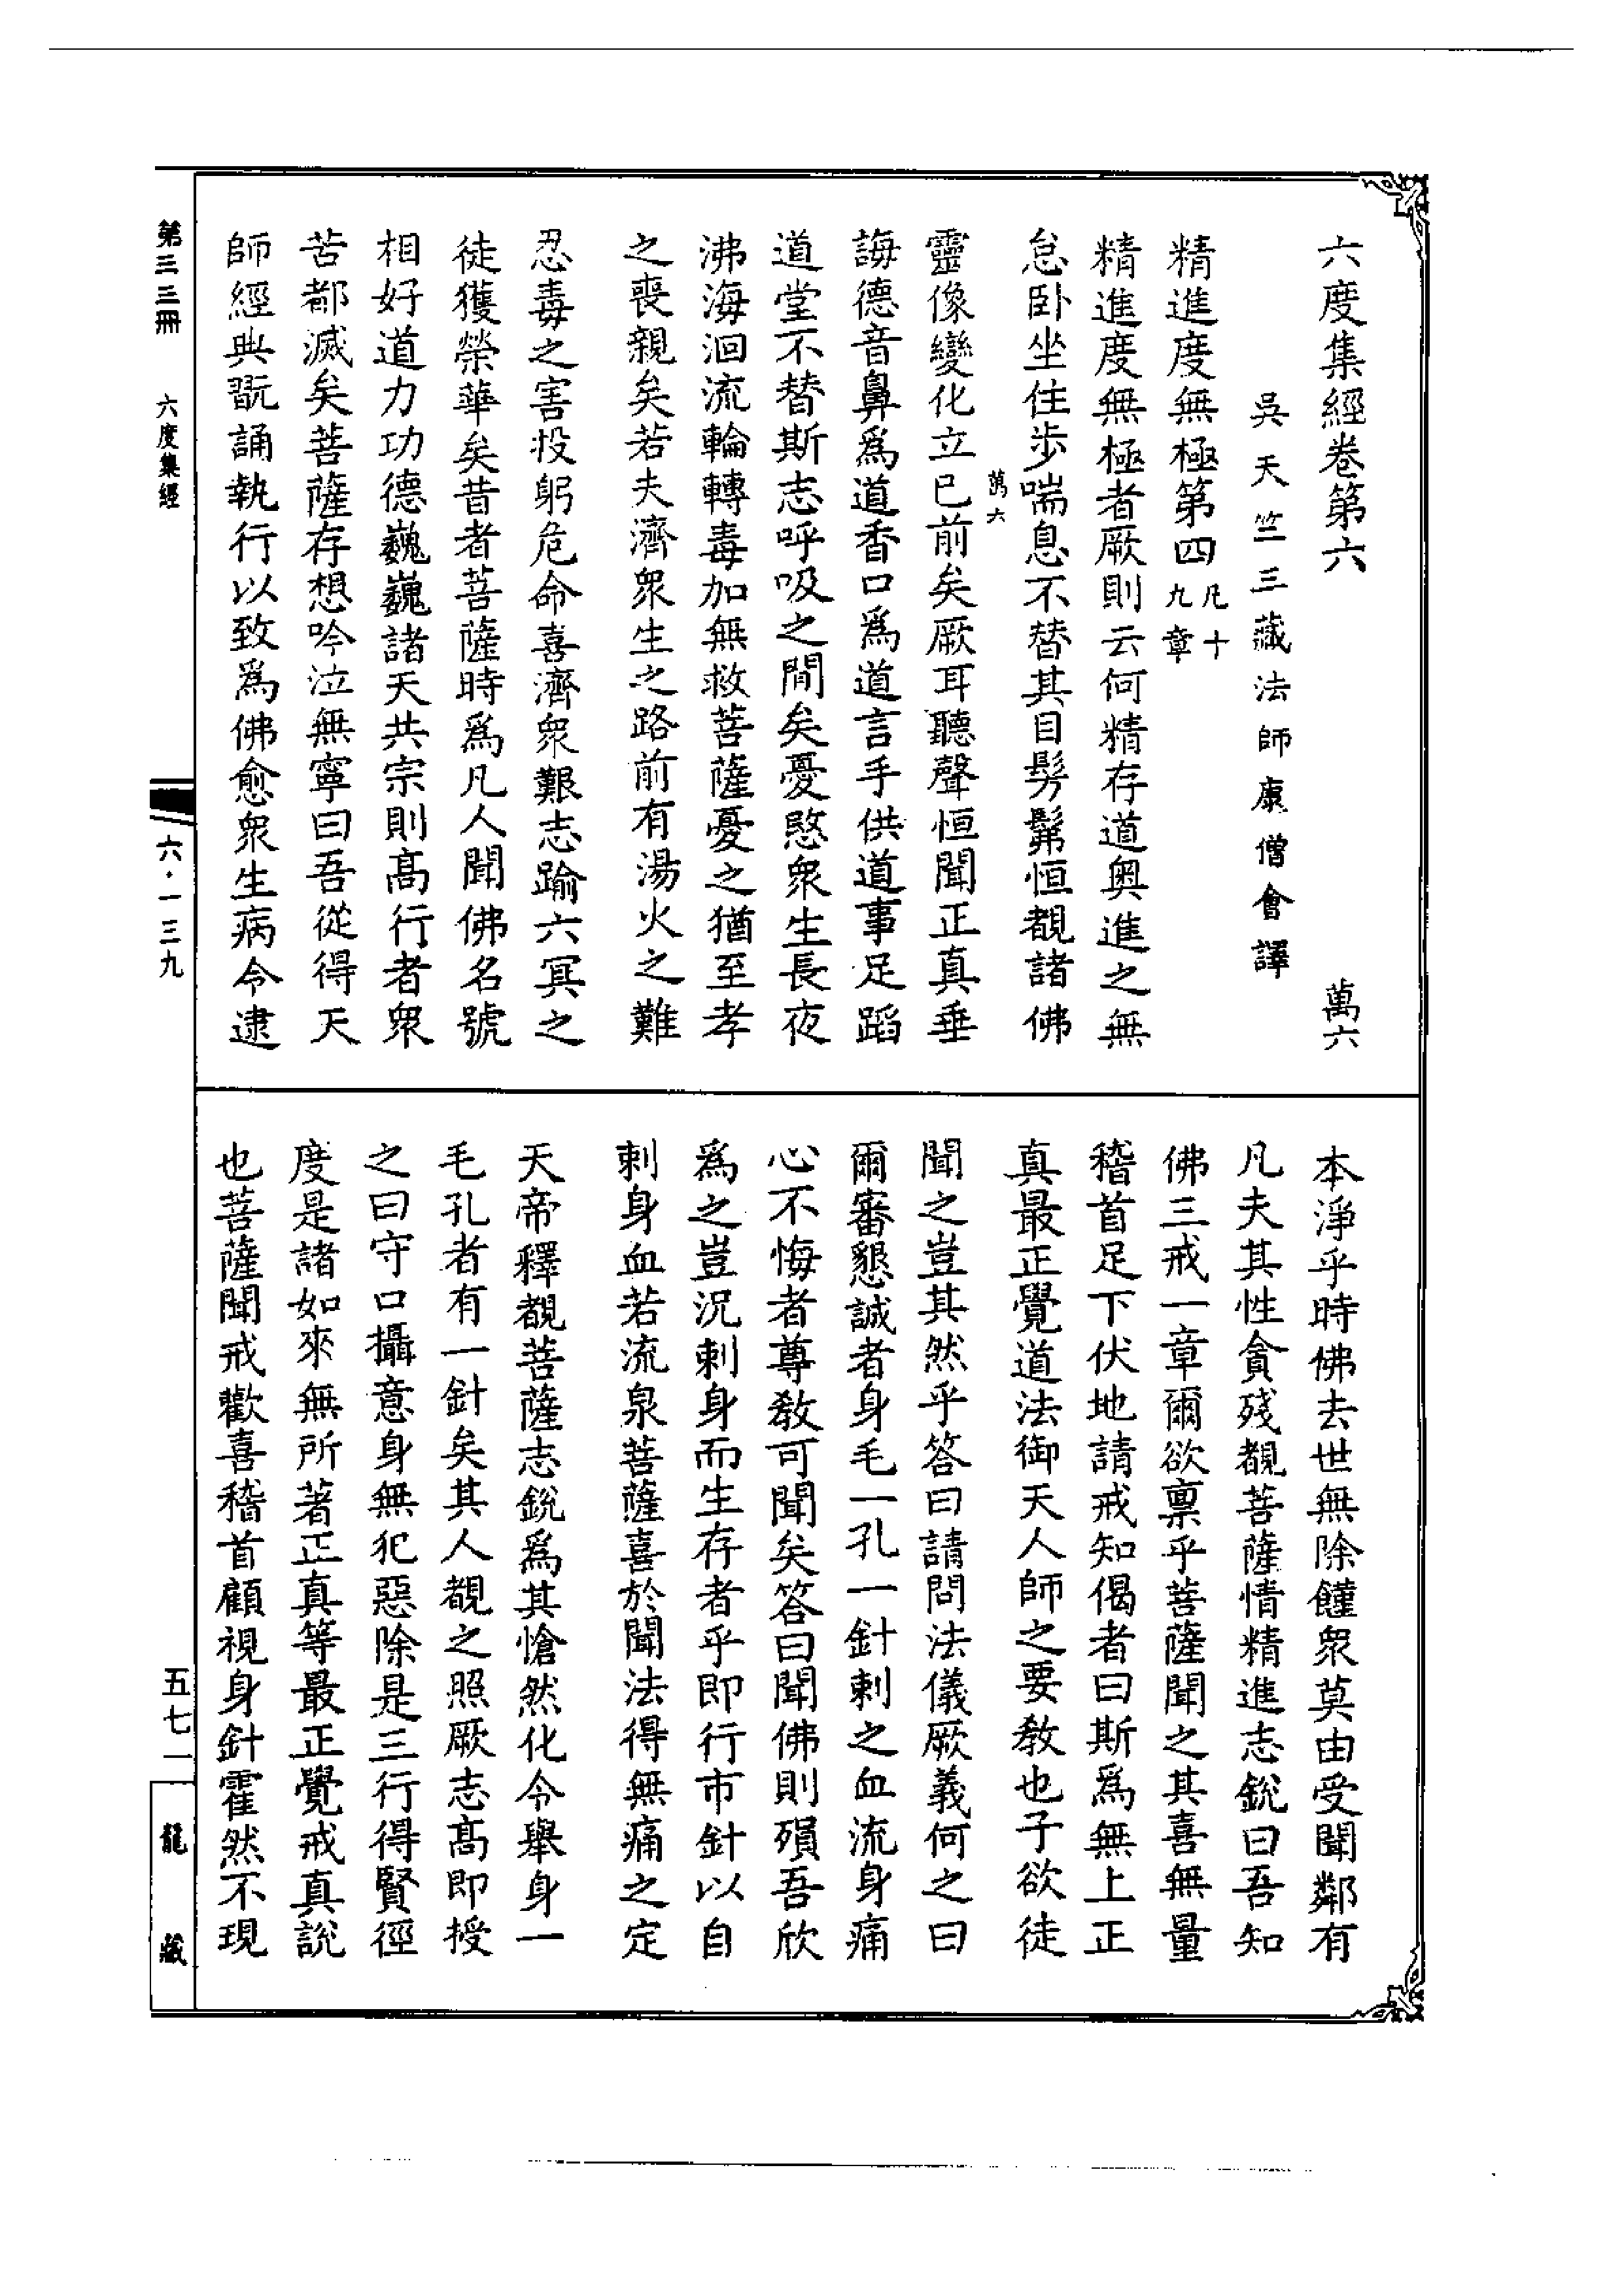 六度集經卷第六 萬六
吳天竺三藏法師康僧會譯
精進度無極第四凡十九章
精進度無極者厥則云何精存道奧進之無
怠卧坐住步喘息不替其目髣髴恒覩諸佛
萬六
靈像變化立已前矣厥耳聽聲恒聞正真垂
誨德音鼻爲道香口爲道言手供道事足蹈
道堂不替斯志呼吸之間矣憂愍衆生長夜
沸海洄流輪轉毒加無救菩薩憂之猶至孝
之喪親矣若夫濟衆生之路前有湯火之難
忍毒之害投躬危命喜濟衆艱志踰六冥之
徒獲榮華矣昔者菩薩時爲凡人聞佛名號
相好道力功德巍巍諸天共宗則高行者衆
苦都滅矣菩薩存想吟泣無寧曰吾從得天
師經典翫誦執行以致爲佛愈衆生病令逮
本淨乎時佛去世無除饉衆莫由受聞鄰有
凡夫其性貪殘覩菩薩情精進志銳曰吾知
佛三戒一章爾欲稟乎菩薩聞之其喜無量
稽首足下伏地請戒知偈者曰斯爲無上正
真最正覺道法御天人師之要教也子欲徒
聞之豈其然乎答曰請問法儀厥義何之曰
爾審懇誠者身毛一孔一針刺之血流身痛
心不悔者尊教可聞矣答曰聞佛則殞吾欣
爲之豈況刺身而生存者乎即行市針以自
刺身血若流泉菩薩喜於聞法得無痛之定
天帝釋覩菩薩志銳爲其愴然化令舉身一
毛孔者有一針矣其人覩之照厥志高即授
之曰守口攝意身無犯惡除是三行得賢徑
度是諸如來無所著正真等最正覺戒真說
也菩薩聞戒歡喜稽首顧視身針霍然不現
第三三冊 六度集經 六·一三九 五七一 龍藏